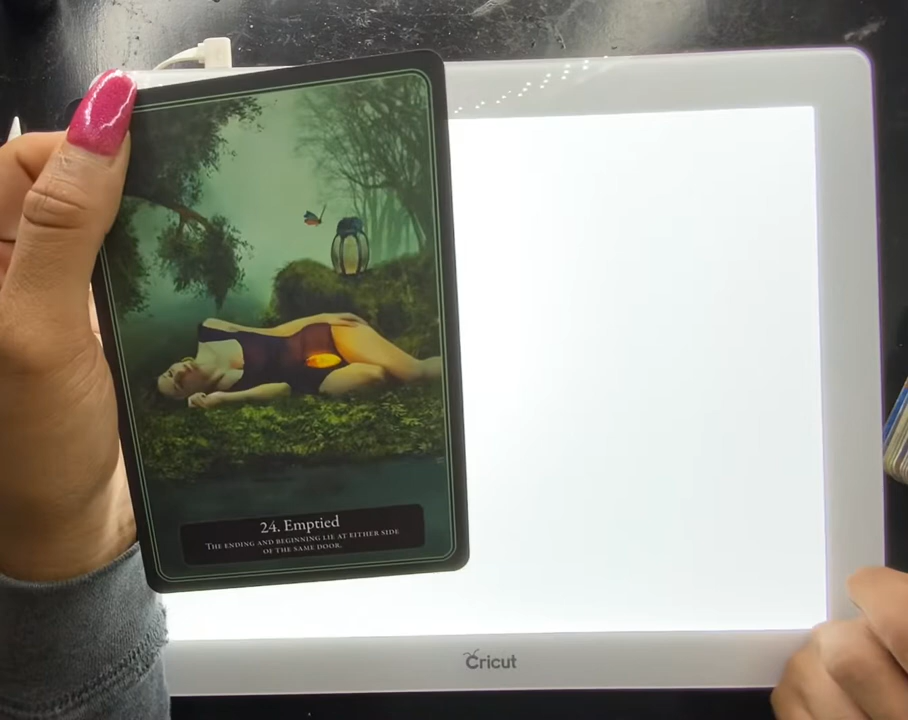 24. Emptied
The ending and beginning lie at either side
of the same door.
Cricut